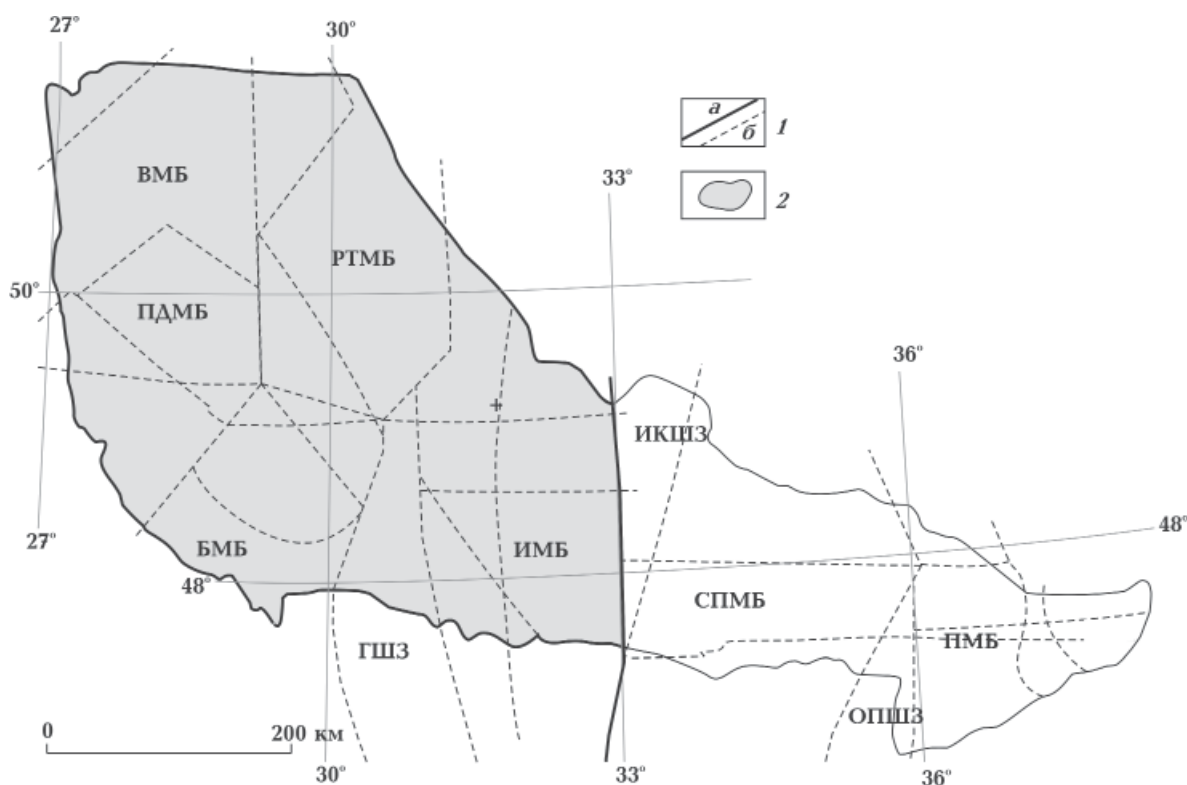 27°
30°
а
б 1
ВМБ
33°
2
РТМБ
50°
ПДМБ
36°
ИКШЗ
27°
48°
БМБ
ИМБ
48°
СПМБ
ГШЗ
ПМБ
ОПШЗ
0 200 км
30°
33°
36°